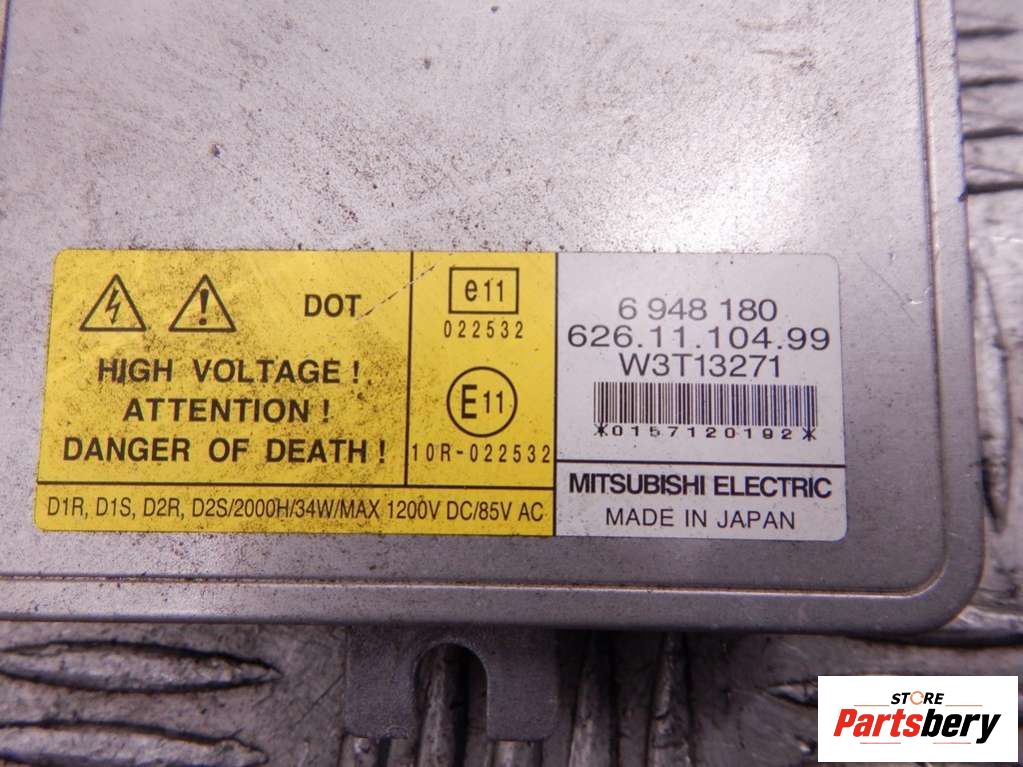 DOT
HIGH VOLTAGE !
ATTENTION !
DANGER OF DEATH !
e11
022532
E11
10R-022532
D1R, D1S, D2R, D2S/2000H/34W/MAX 1200V DC/85V AC
6 948 180
626.11.104.99
W3T13271
*0157120192*
MITSUBISHI ELECTRIC
MADE IN JAPAN
STORE
Partsbery